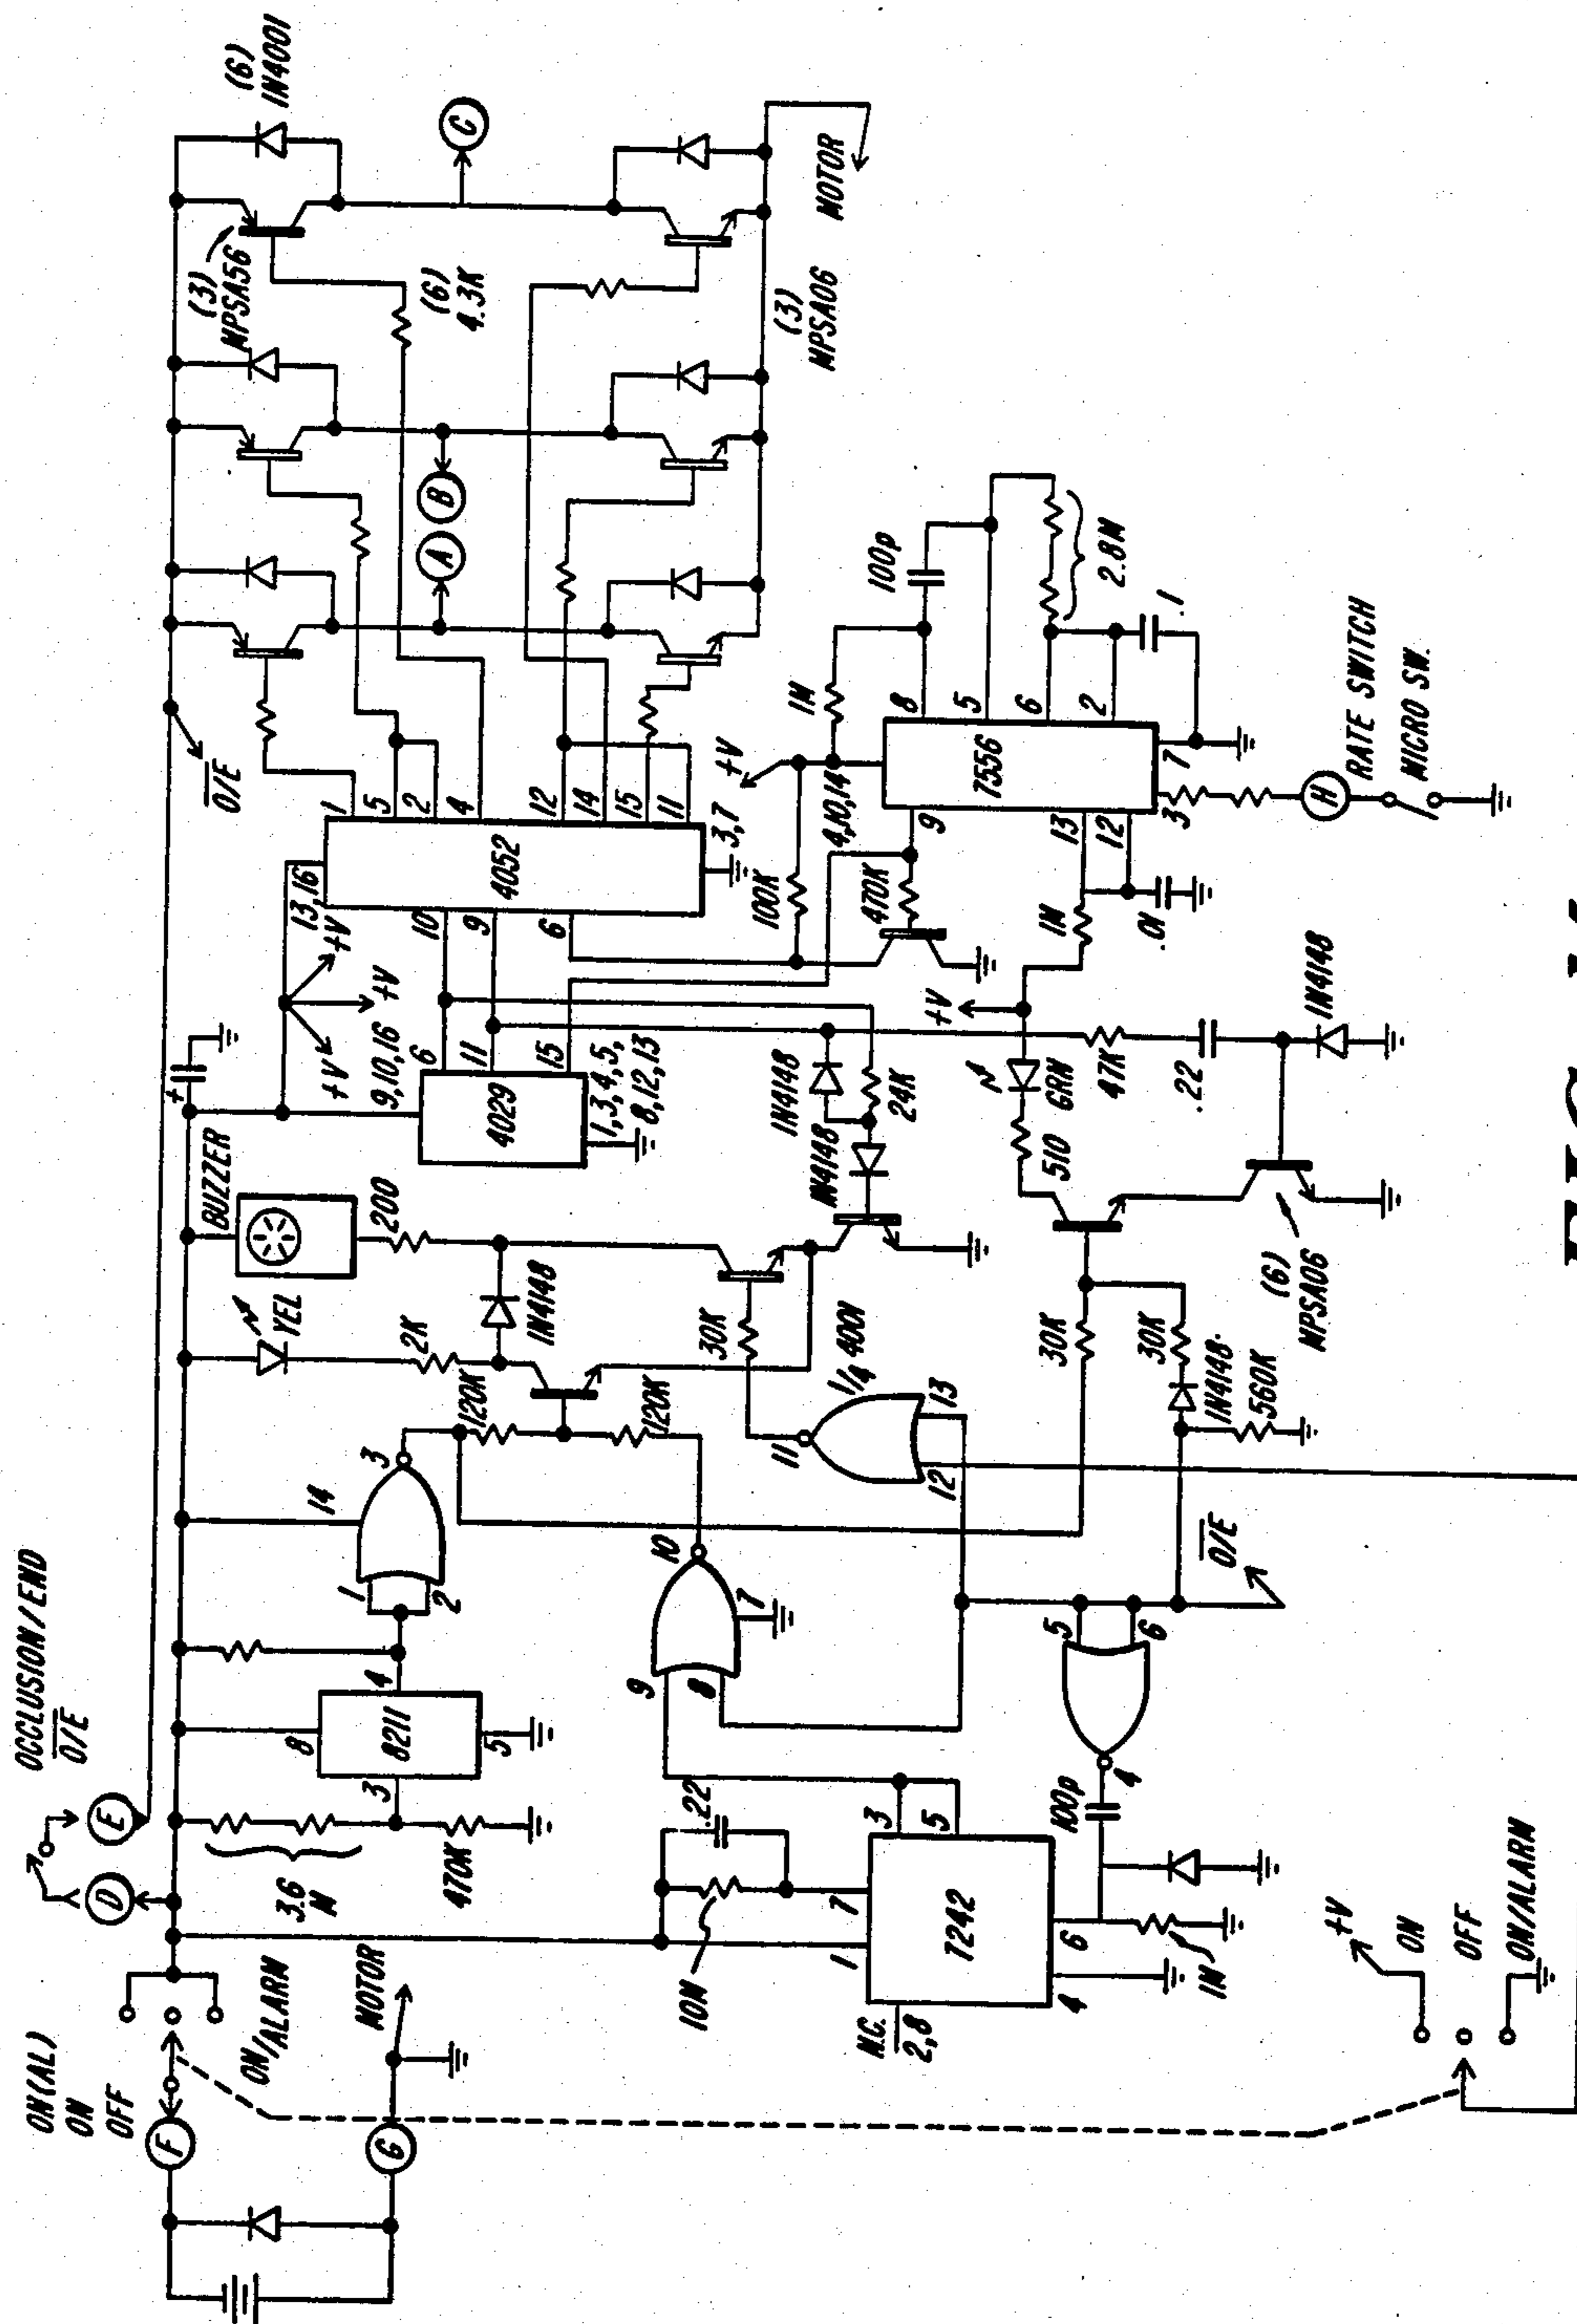 ON(AL)
ON
OFF
F
G
ON/ALARM
MOTOR
OCCLUSION/END
O/E
D
E
3.6
M
470K
8
8211
3
4
5
14
1
2
3
YEL
2K
BUZZER
200
1N4148
120K
120K
+
+V
+V
+V
9,10,16
4029
6
11
15
1,3,4,5,
8,12,13
13,16
10
9
6
4052
1
5
2
4
12
14
15
11
3,7
O/E
A
B
C
(3)
MPSA56
(6)
1N4001
(6)
4.3K
(3)
MPSA06
MOTOR
10M
.22
1
7
7242
N.C.
2,8
3
5
4
6
1M
100p
9
8
10
7
5
6
4
O/E
30K
11
1/4 4001
12
13
1N4148
1N4148
24K
30K
30K
1N4148
560K
(6)
MPSA06
510
GRN
+V
47K
.22
1N4148
1M
.01
100K
470K
+V
4,10,14
1M
100p
9
13
12
3
7556
8
5
6
2
7
2.8M
.1
H
RATE SWITCH
MICRO SW.
+V
ON
OFF
ON/ALARM